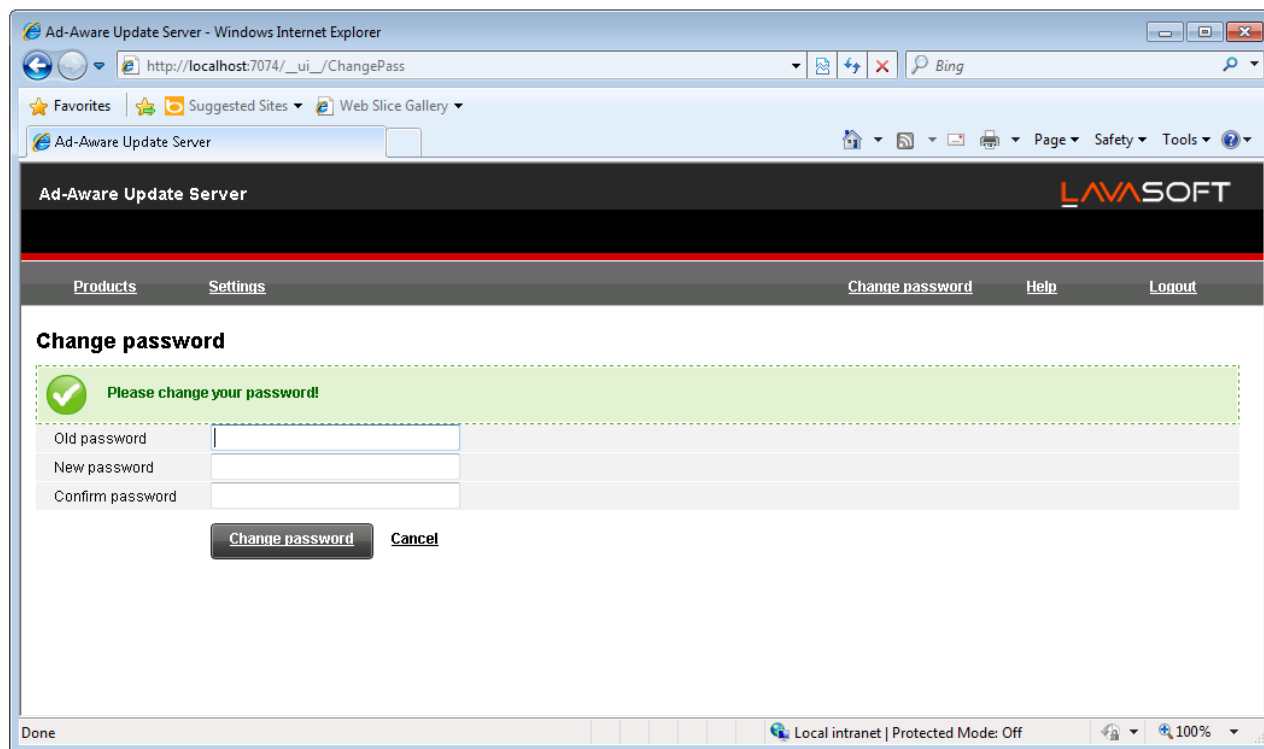 Ad-Aware Update Server - Windows Internet Explorer
http://localhost:7074/__ui__/ChangePass
Bing
Favorites Suggested Sites Web Slice Gallery
Ad-Aware Update Server Page Safety Tools
Ad-Aware Update Server LAVASOFT
Products Settings Change password Help Logout
Change password
Please change your password!
Old password
New password
Confirm password
Change password Cancel
Done Local intranet | Protected Mode: Off 100%